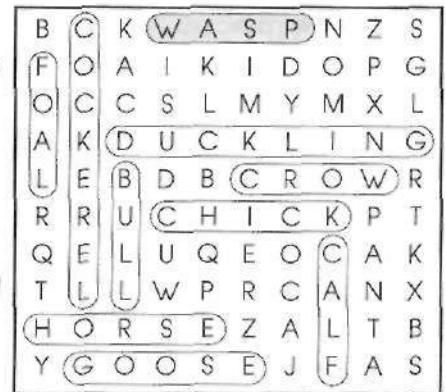 B C K W A S P N Z S
F O A I K I D O P G
O C C S L M Y M X L
A K D U C K L I N G
L E B D B C R O W R
R R U C H I C K P T
Q E L U Q E O C A K
T L L W P R C A N X
H O R S E Z A L T B
Y G O O S E J F A S